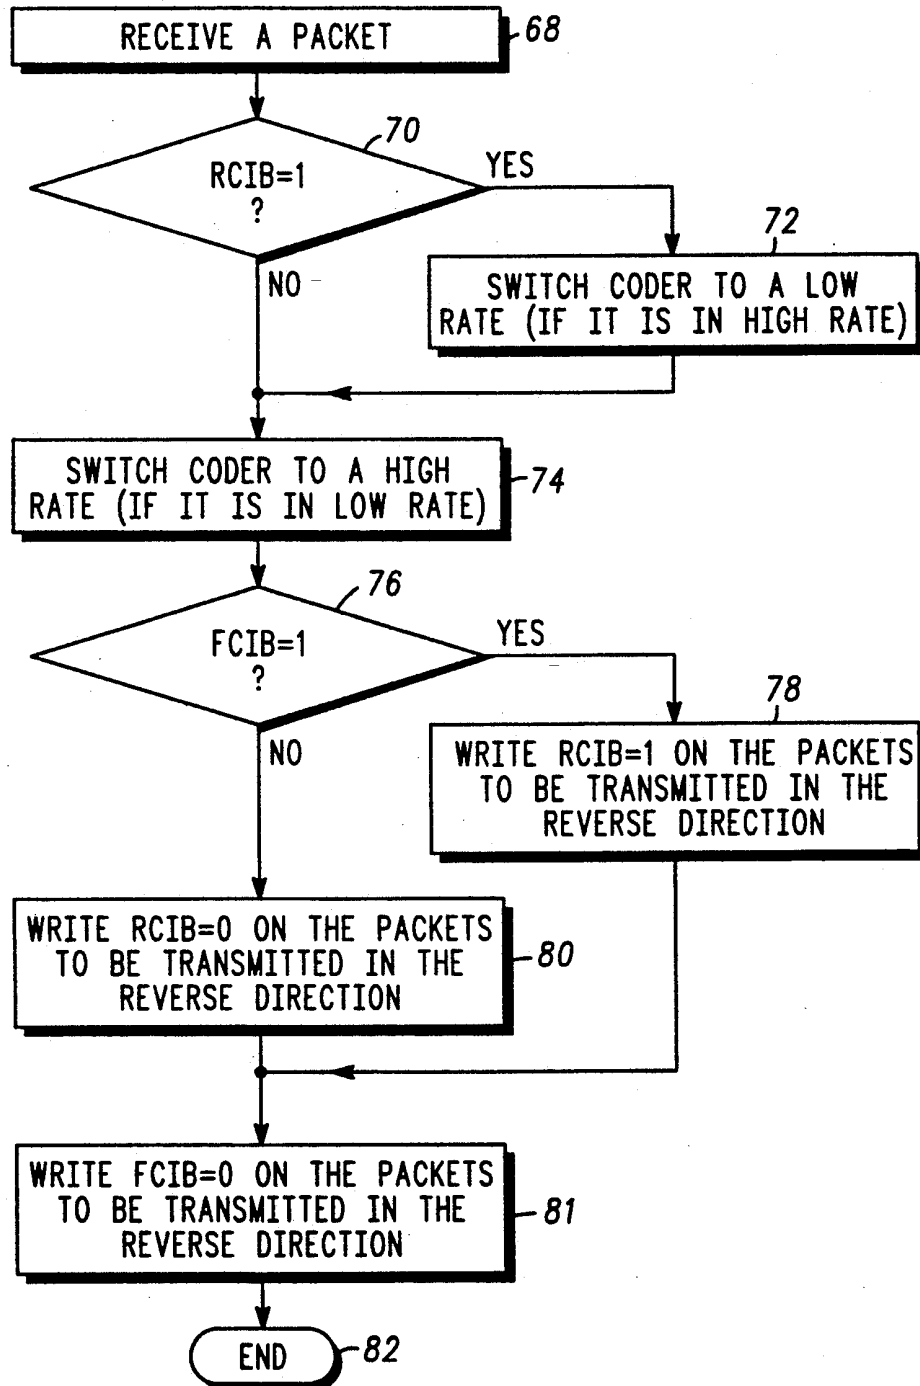 RECEIVE A PACKET
68
70
RCIB=1
?
YES
NO
72
SWITCH CODER TO A LOW
RATE (IF IT IS IN HIGH RATE)
SWITCH CODER TO A HIGH
RATE (IF IT IS IN LOW RATE)
74
76
FCIB=1
?
YES
NO
78
WRITE RCIB=1 ON THE PACKETS
TO BE TRANSMITTED IN THE
REVERSE DIRECTION
WRITE RCIB=0 ON THE PACKETS
TO BE TRANSMITTED IN THE
REVERSE DIRECTION
80
WRITE FCIB=0 ON THE PACKETS
TO BE TRANSMITTED IN THE
REVERSE DIRECTION
81
END
82